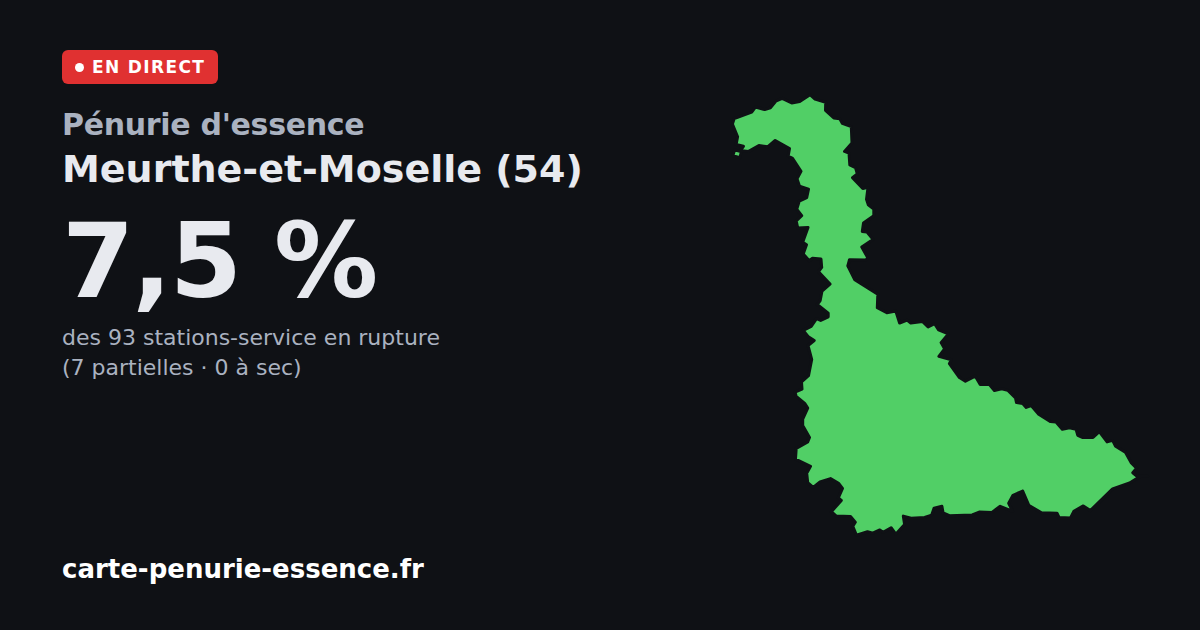 EN DIRECT
Pénurie d'essence
Meurthe-et-Moselle (54)
7,5 %
des 93 stations-service en rupture
(7 partielles · 0 à sec)
carte-penurie-essence.fr